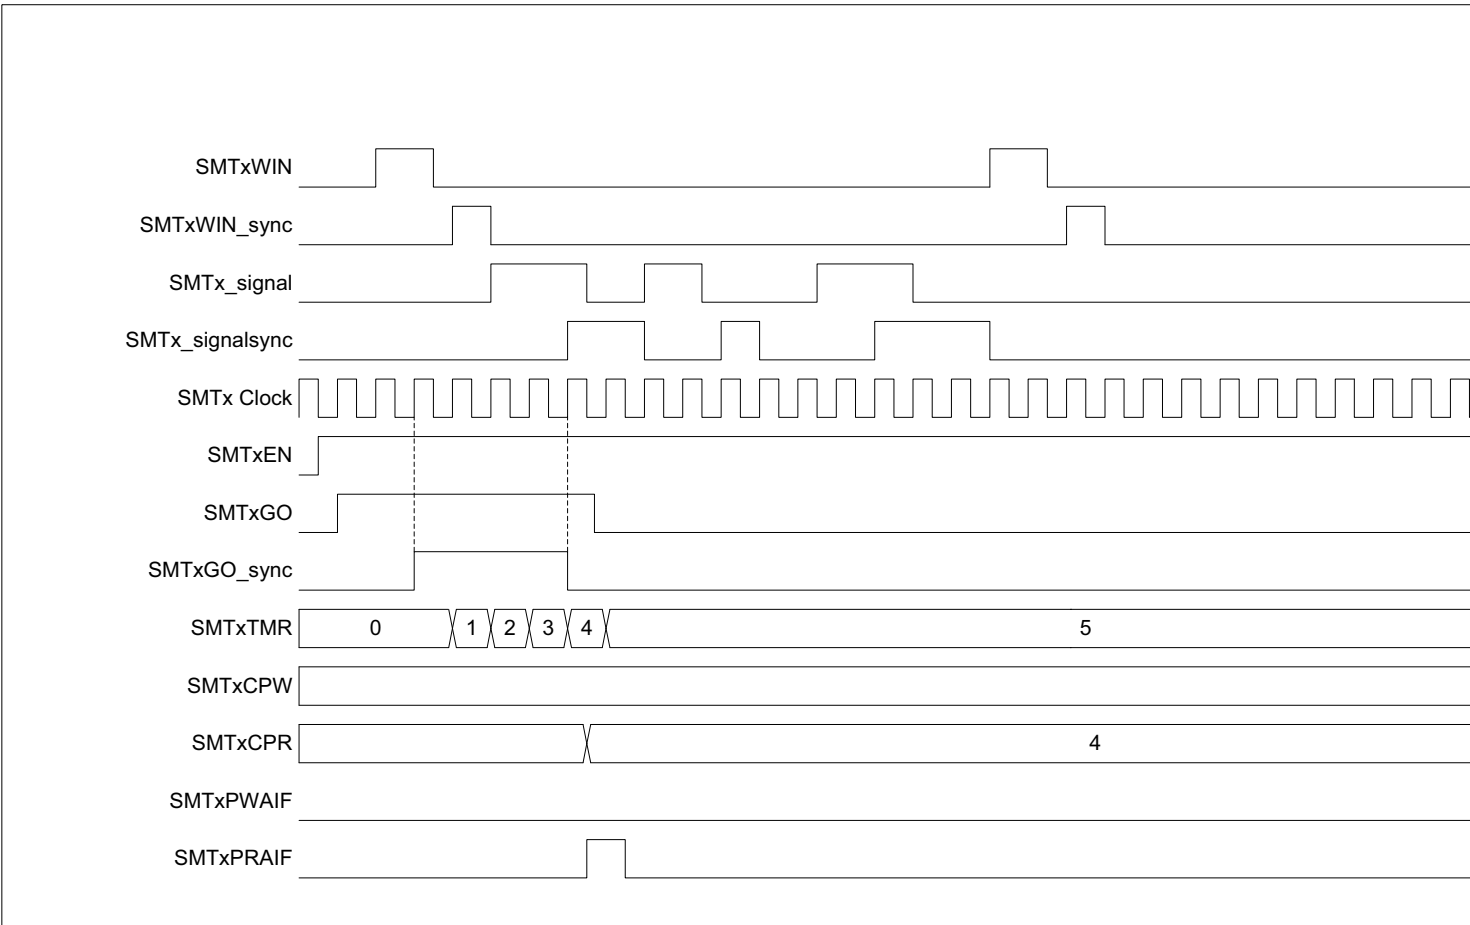 SMTxWIN
SMTxWIN_sync
SMTx_signal
SMTx_signalsync
SMTx Clock
SMTxEN
SMTxGO
SMTxGO_sync
SMTxTMR 0 1 2 3 4 5
SMTxCPW
SMTxCPR 4
SMTxPWAIF
SMTxPRAIF